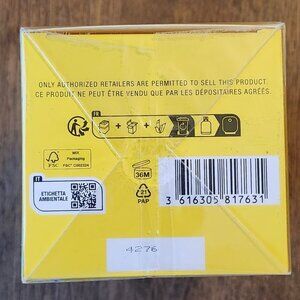 ONLY AUTHORIZED RETAILERS ARE PERMITTED TO SELL THIS PRODUCT.
CE PRODUIT NE PEUT ÊTRE VENDU QUE PAR LES DÉPOSITAIRES AGRÉÉS.
FR
+ +
FSC
MIX
Packaging
36M
IT
ETICHETTA
AMBIENTALE
21
PAP
3 616305 817631
4276